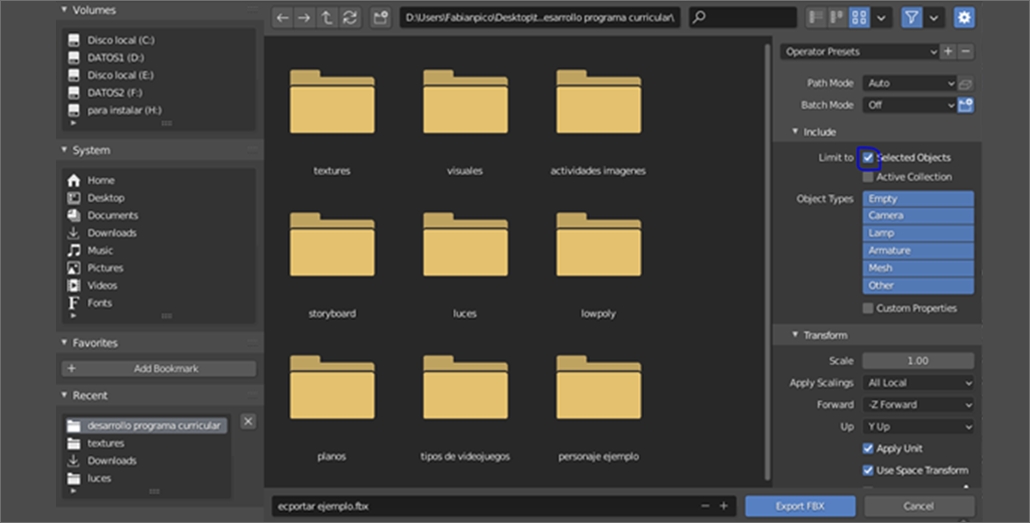 Volumes
Disco local (C:)
DATOS1 (D:)
Disco local (E:)
DATOS2 (F:)
para instalar (H:)
System
Home
Desktop
Documents
Downloads
Music
Pictures
Videos
Fonts
Favorites
Add Bookmark
Recent
desarrollo programa curricular
textures
Downloads
luces
D:\Users\Fabianpico\Desktop\t...esarrollo programa curricular\
textures
visuales
actividades imagenes
storyboard
luces
lowpoly
planos
tipos de videojuegos
personaje ejemplo
Operator Presets
Path Mode Auto
Batch Mode Off
Include
Limit to Selected Objects
Active Collection
Object Types Empty
Camera
Lamp
Armature
Mesh
Other
Custom Properties
Transform
Scale 1.00
Apply Scalings All Local
Forward -Z Forward
Up Y Up
Apply Unit
Use Space Transform
ecportar ejemplo.fbx
Export FBX
Cancel